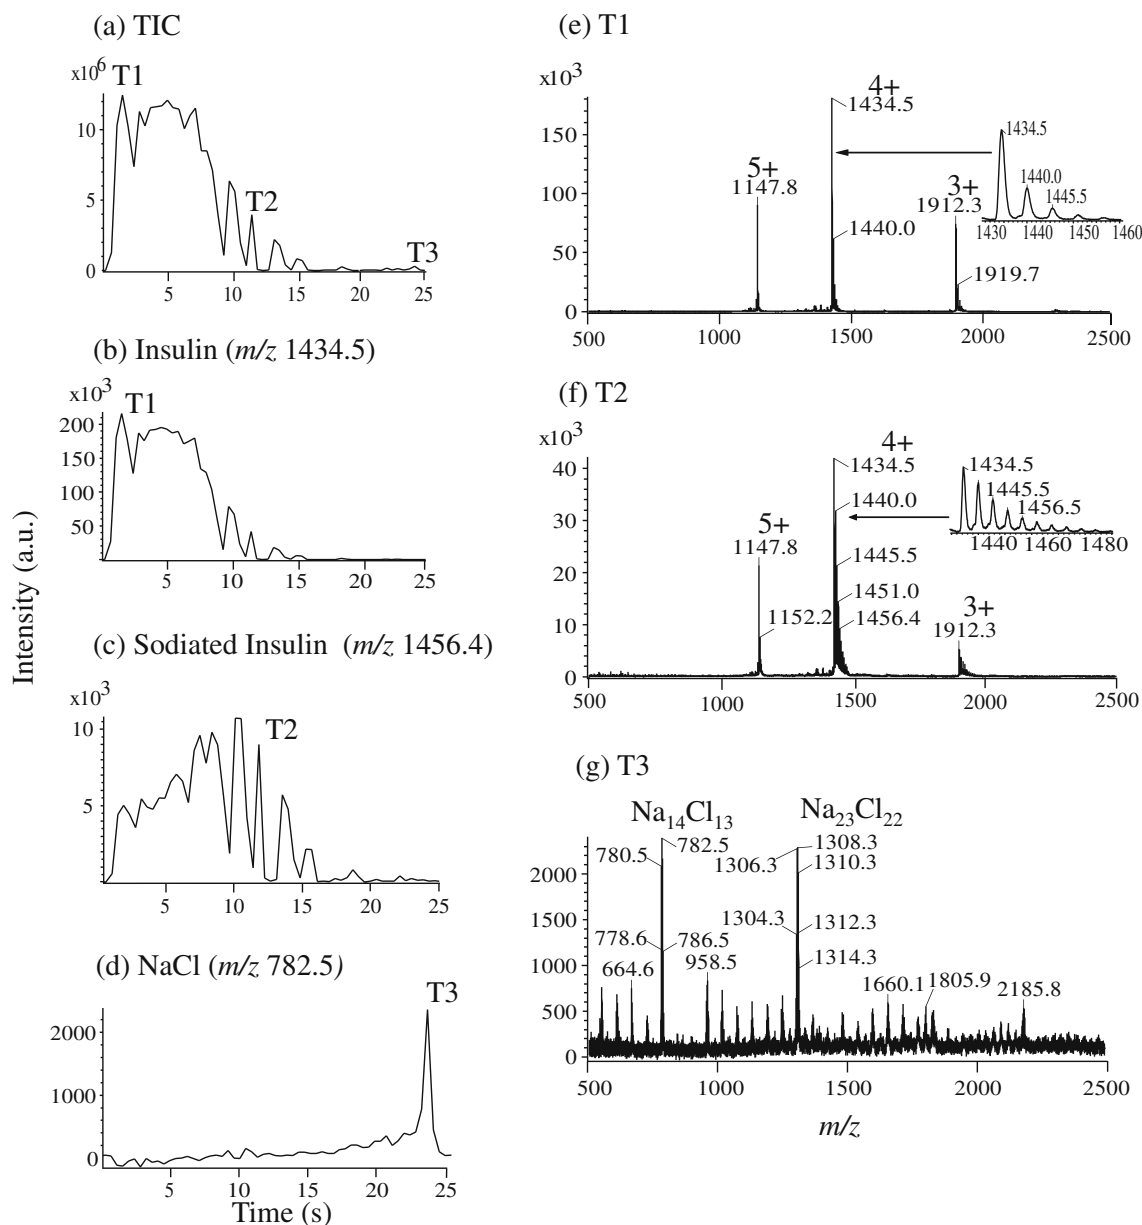 (a) TIC
x10⁶
T1
10
5
0
T2
T3
5 10 15 20 25
(b) Insulin (m/z 1434.5)
x10³
T1
200
150
100
50
5 10 15 20 25
(c) Sodiated Insulin (m/z 1456.4)
x10³
10
5
T2
5 10 15 20 25
(d) NaCl (m/z 782.5)
T3
2000
1000
0
5 10 15 20 25
Time (s)
Intensity (a.u.)
(e) T1
x10³
150
100
50
0
4+
1434.5
5+
1147.8
1440.0
3+
1912.3
1919.7
1434.5
1440.0
1445.5
1430 1440 1450 1460
500 1000 1500 2000 2500
(f) T2
x10³
40
30
20
10
0
4+
1434.5
1440.0
5+
1147.8
1445.5
1152.2
1451.0
1456.4
3+
1912.3
1434.5
1445.5
1456.5
1440 1460 1480
500 1000 1500 2000 2500
(g) T3
Na₁₄Cl₁₃
Na₂₃Cl₂₂
2000
1500
1000
500
0
780.5
782.5
778.6
786.5
664.6
958.5
1306.3
1308.3
1310.3
1304.3
1312.3
1314.3
1660.1
1805.9
2185.8
500 1000 1500 2000 2500
m/z